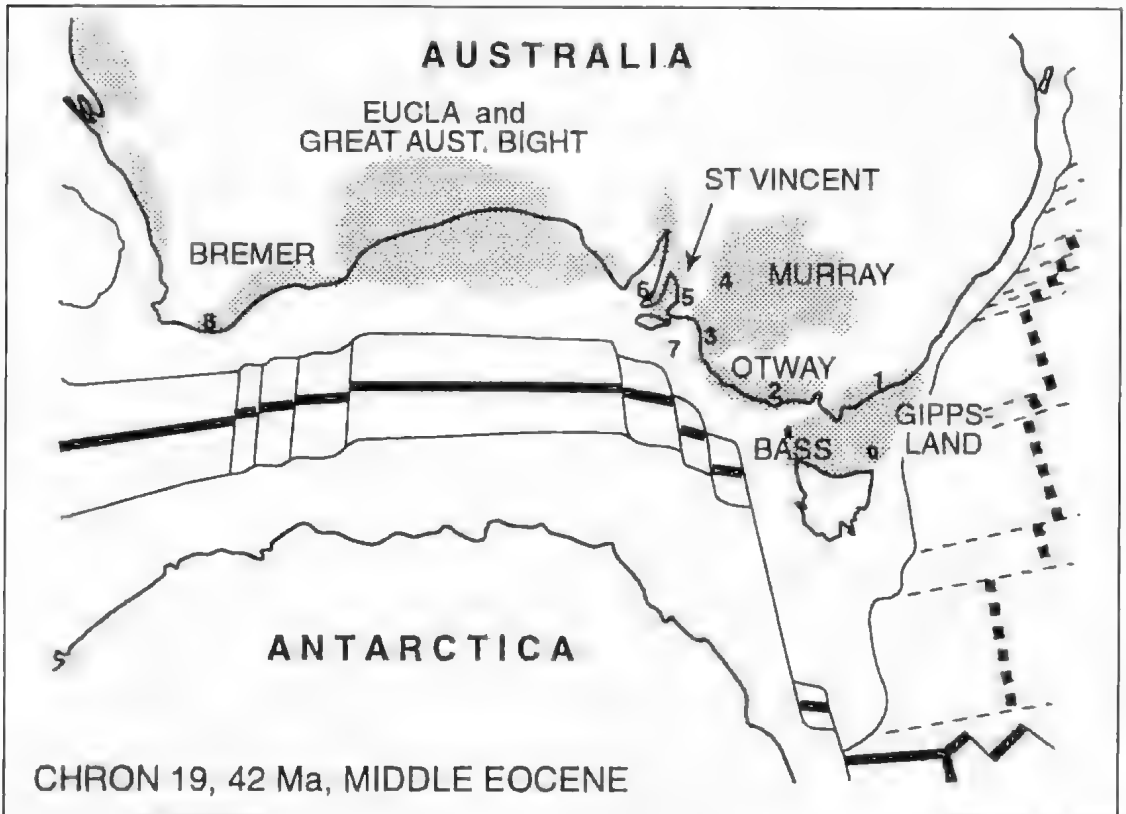 AUSTRALIA
EUCLA and
GREAT AUST. BIGHT
ST VINCENT
BREMER
MURRAY
4
6
5
8
7
3
OTWAY
2
1
GIPPS-
LAND
BASS
ANTARCTICA
CHRON 19, 42 Ma, MIDDLE EOCENE